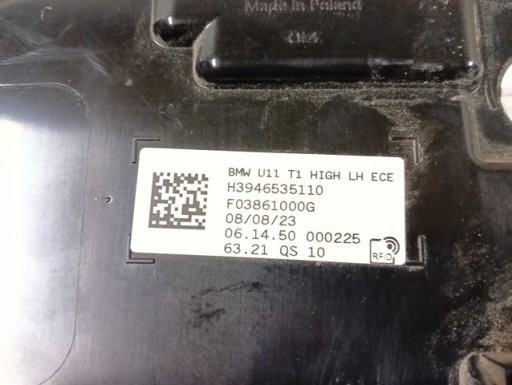 Made in Poland
014
BMW U11 T1 HIGH LH ECE
H3946535110
F03861000G
08/08/23
06.14.50 000225
63.21 QS 10
RFID